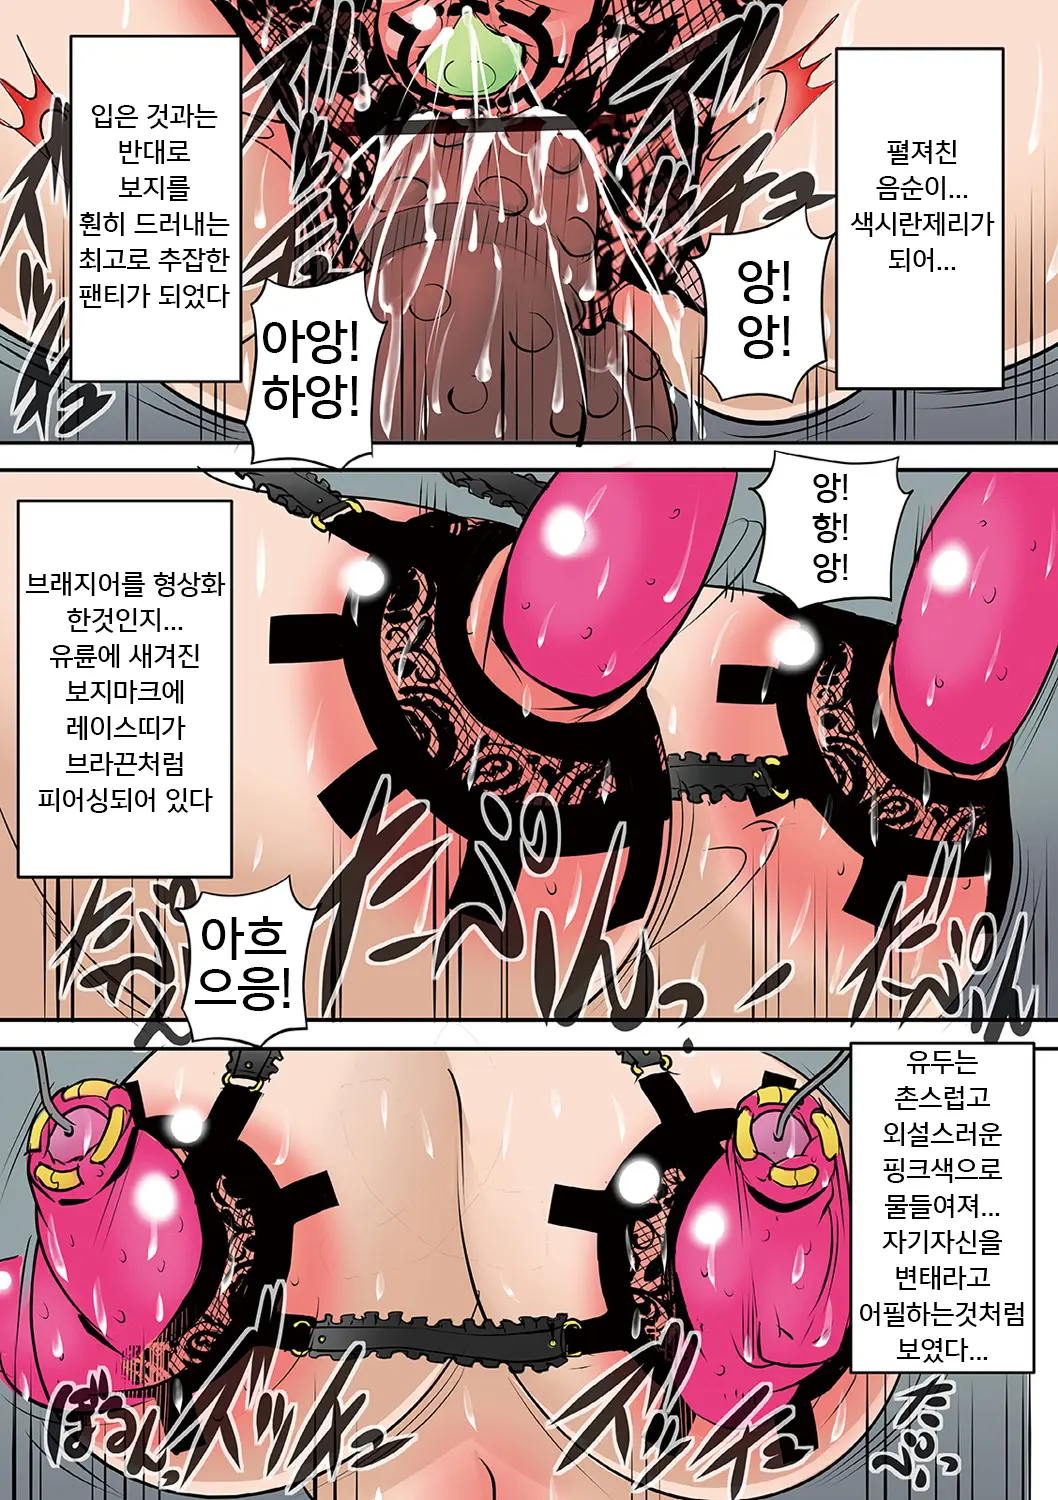 펼져친
음순이...
색시란제리가
되어...
앙!
앙!
입은 것과는
반대로
보지를
훤히 드러내는
최고로 추잡한
팬티가 되었다
아앙!
하앙!
앙!
항!
앙!
브래지어를 형상화
한것인지...
유륜에 새겨진
보지마크에
레이스띠가
브라끈처럼
피어싱되어 있다
아흐
으응!
유두는
촌스럽고
외설스러운
핑크색으로
물들여져...
자기자신을
변태라고
어필하는것처럼
보였다...